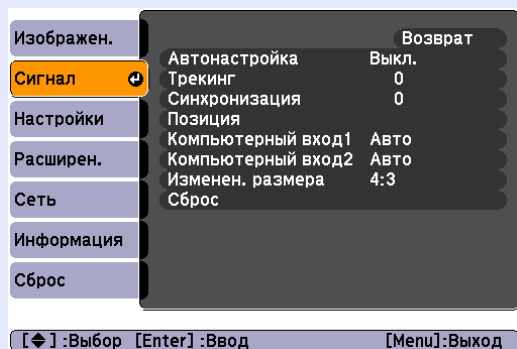 Изображен.
Сигнал
Настройки
Расширен.
Сеть
Информация
Сброс
Возврат
Автонастройка Выкл.
Трекинг 0
Синхронизация 0
Позиция
Компьютерный вход1 Авто
Компьютерный вход2 Авто
Изменен. размера 4:3
Сброс
[◆]:Выбор [Enter]:Ввод [Menu]:Выход